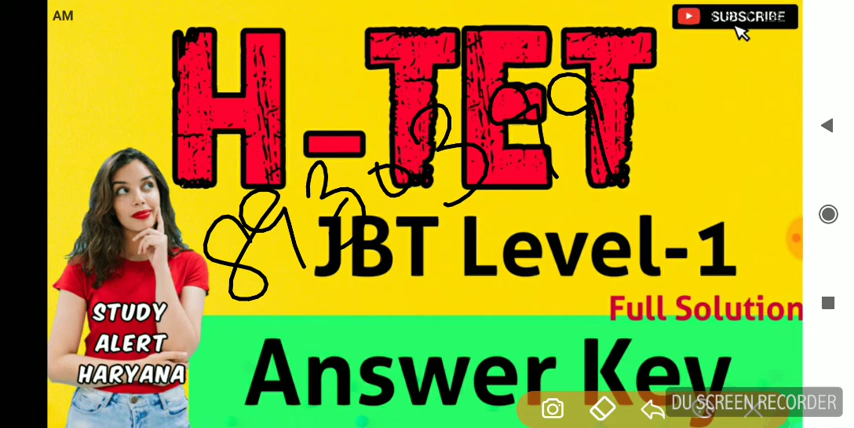 AM
SUBSCRIBE
H-TET
JBT Level-1
Full Solution
STUDY
ALERT
HARYANA
Answer Key
DU SCREEN RECORDER